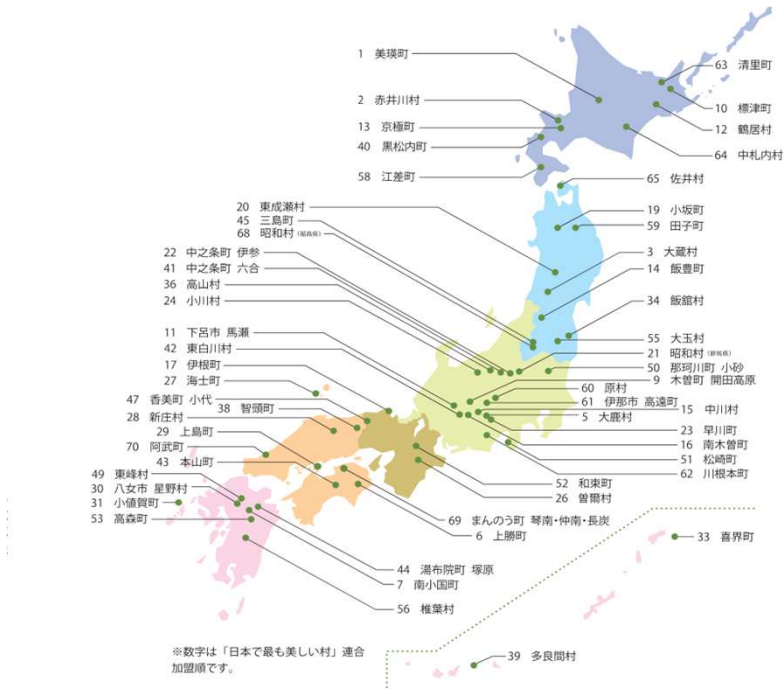 1 美瑛町
63 清里町
2 赤井川村
10 標津町
13 京極町
12 鶴居村
40 黒松内町
64 中札内村
58 江差町
65 佐井村
20 東成瀬村
19 小坂町
45 三島町
59 田子町
68 昭和村(福島県)
22 中之条町 伊参
3 大蔵村
41 中之条町 六合
14 飯豊町
36 高山村
24 小川村
34 飯舘村
11 下呂市 馬瀬
55 大玉村
42 東白川村
21 昭和村(群馬県)
17 伊根町
50 那珂川町 小砂
27 海士町
9 木曽町 開田高原
47 香美町 小代
60 原村
38 智頭町
61 伊那市 高遠町
28 新庄村
15 中川村
5 大鹿村
29 上島町
23 早川町
70 阿武町
16 南木曽町
43 本山町
51 松崎町
49 東峰村
62 川根本町
30 八女市 星野村
52 和束町
31 小値賀町
26 曽爾村
53 高森町
69 まんのう町 琴南・仲南・長炭
6 上勝町
33 喜界町
44 湯布院町 塚原
7 南小国町
56 椎葉村
※数字は「日本で最も美しい村」連合
加盟順です。
39 多良間村